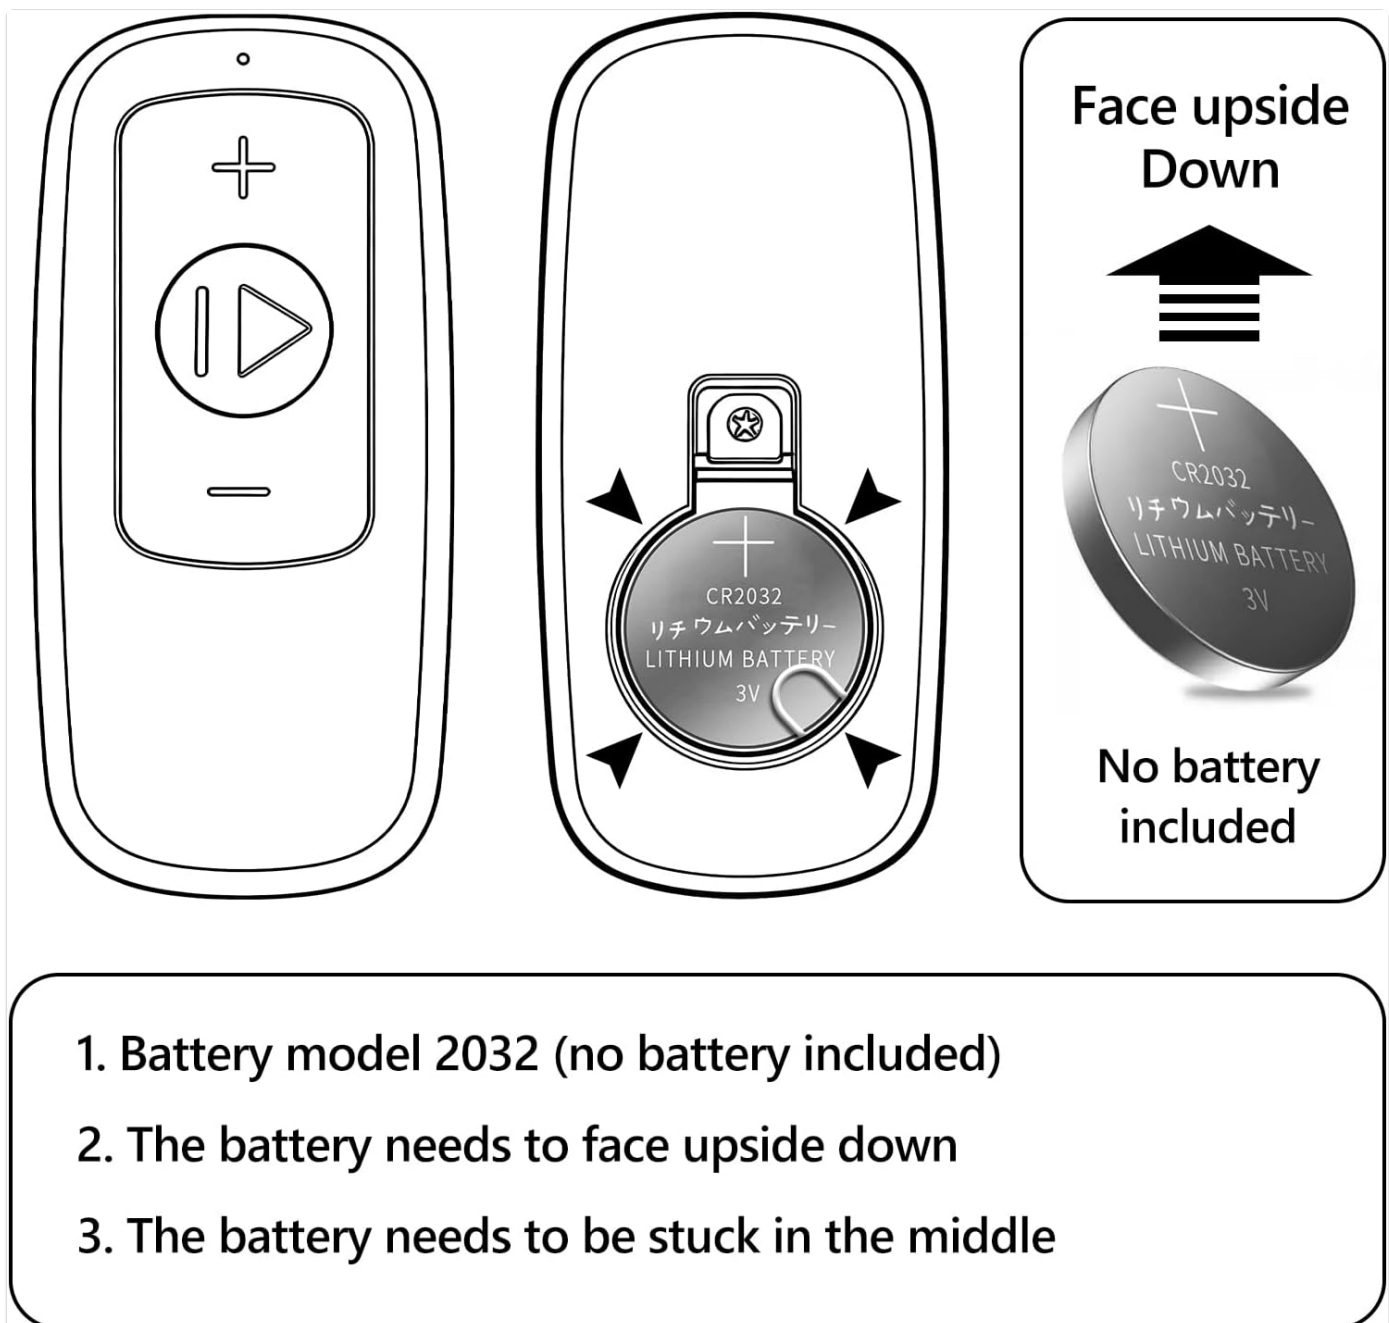 Face upside
Down
CR2032
リチウムバッテリー
LITHIUM BATTERY
3V
CR2032
リチウムバッテリー
LITHIUM BATTERY
3V
No battery
included
1. Battery model 2032 (no battery included)
2. The battery needs to face upside down
3. The battery needs to be stuck in the middle